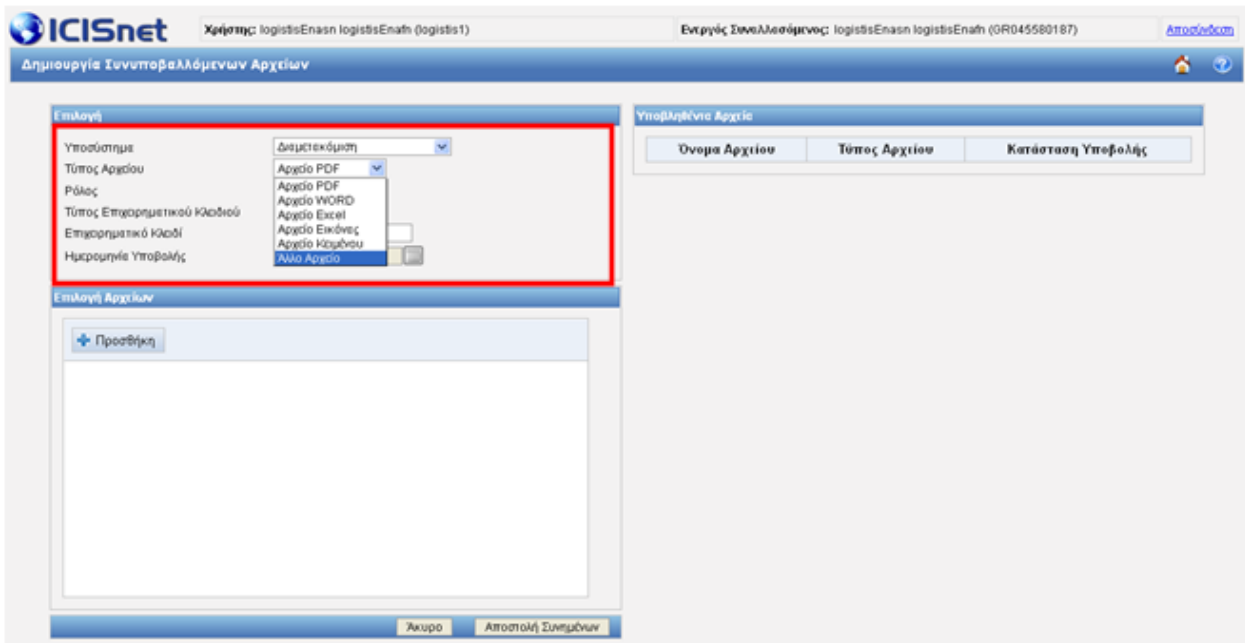 ICISnet
Χρήστης: logistisEnasn logistisEnafn (logistis1)
Ενεργός Συναλλασόμενος: logistisEnasn logistisEnafn (GR045580187)
Αποσύνδεση
Δημιουργία Συνυποβαλλόμενων Αρχείων
Επιλογή
Υποσύστημα Διαμετακόμιση
Τύπος Αρχείου Αρχείο PDF
Ρόλος
Τύπος Επιχειρηματικού Κλειδιού
Επιχειρηματικό Κλειδί
Ημερομηνία Υποβολής
Αρχείο PDF
Αρχείο WORD
Αρχείο Excel
Αρχείο Εικόνες
Αρχείο Κειμένου
Άλλο Αρχείο
Επιλογή Αρχείων
Προσθήκη
Άκυρο Αποστολή Συνημένων
Υποβληθέντα Αρχεία
Όνομα Αρχείου Τύπος Αρχείου Κατάσταση Υποβολής